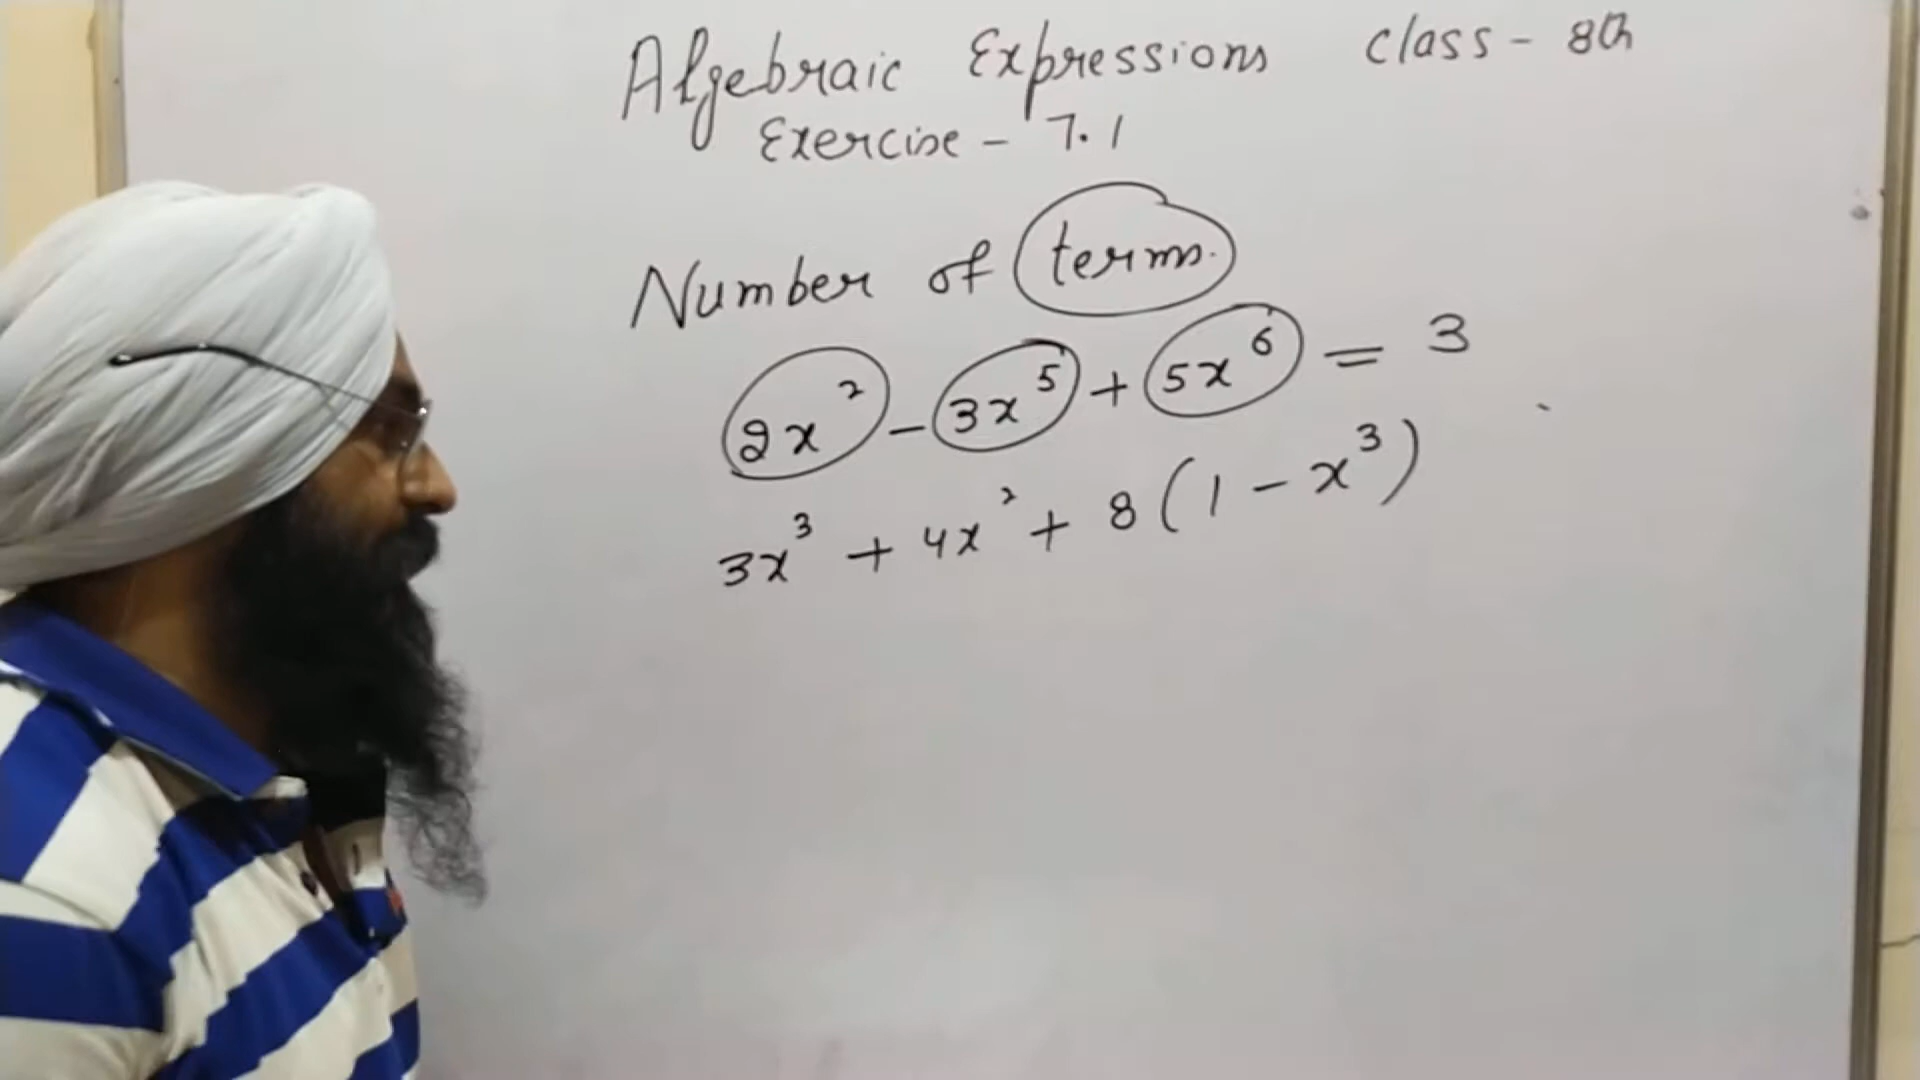 Algebraic Expressions class - 8th
Exercise - 7.1
Number of terms.
2x² - 3x⁵ + 5x⁶ = 3
3x³ + 4x² + 8(1 - x³)